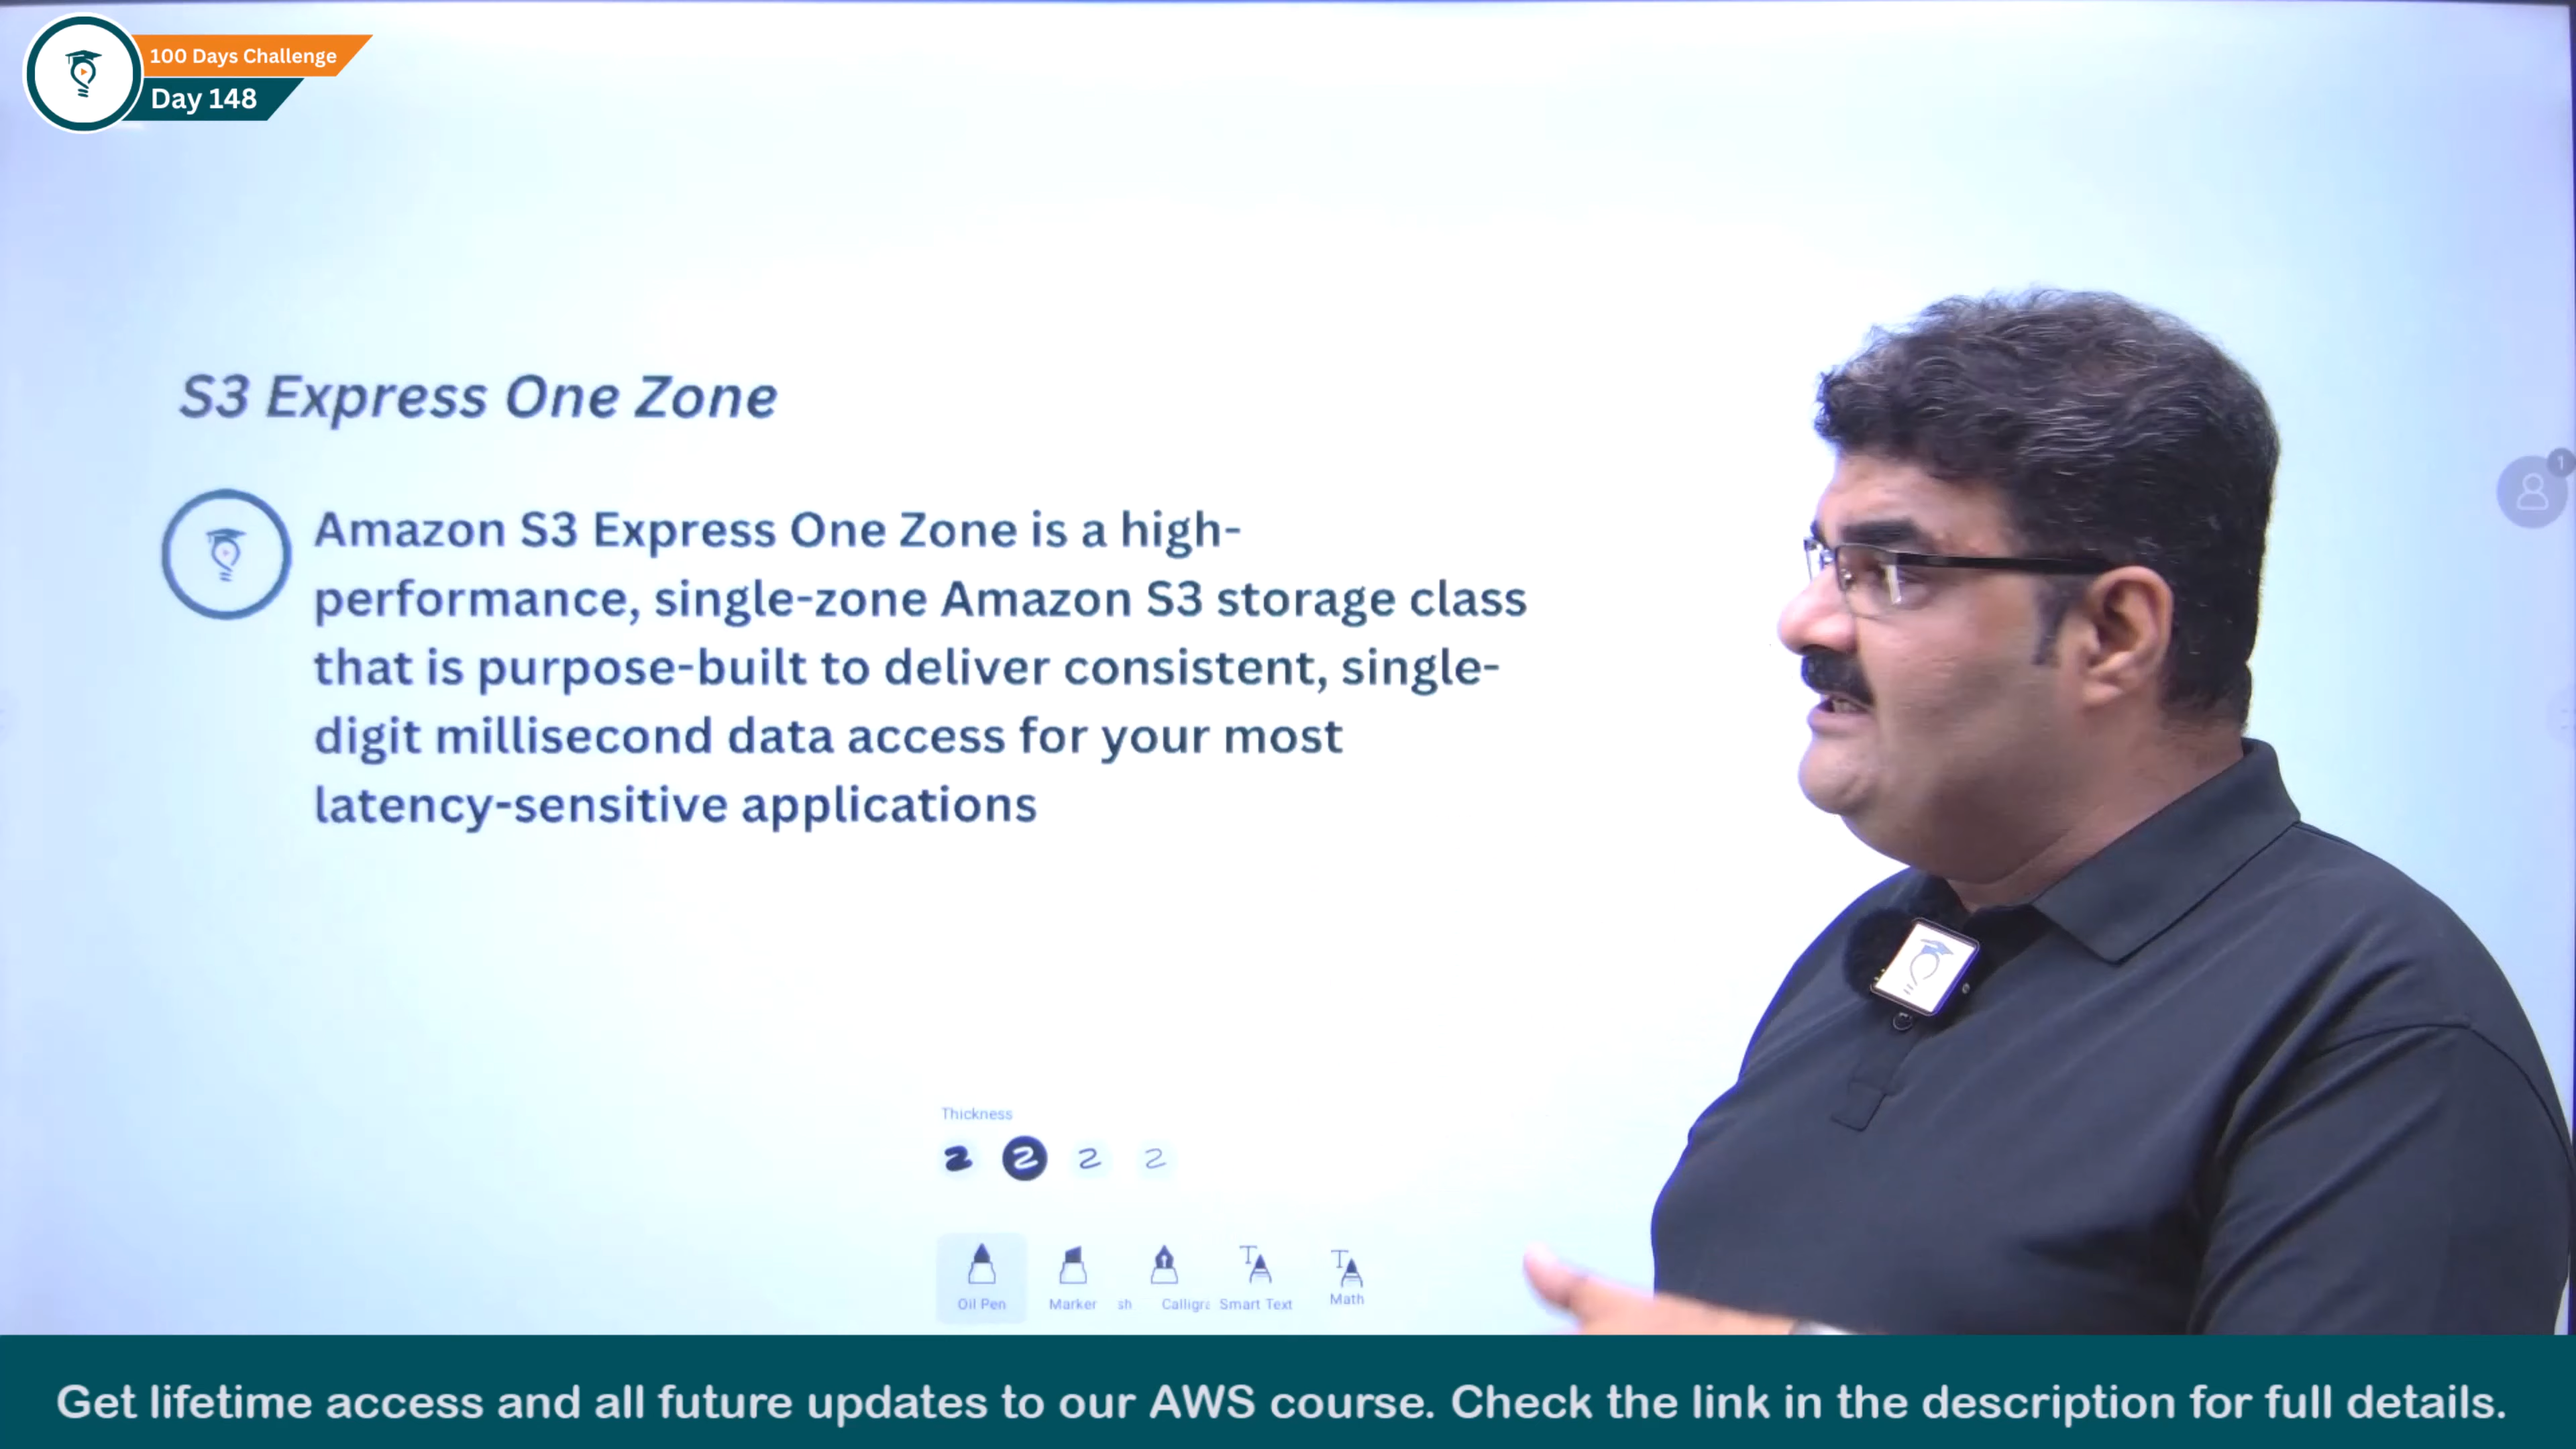 100 Days Challenge
Day 148
S3 Express One Zone
Amazon S3 Express One Zone is a high-
performance, single-zone Amazon S3 storage class
that is purpose-built to deliver consistent, single-
digit millisecond data access for your most
latency-sensitive applications
1
Thickness
Oil Pen
Marker
sh
Calligra
Smart Text
Math
Get lifetime access and all future updates to our AWS course. Check the link in the description for full details.